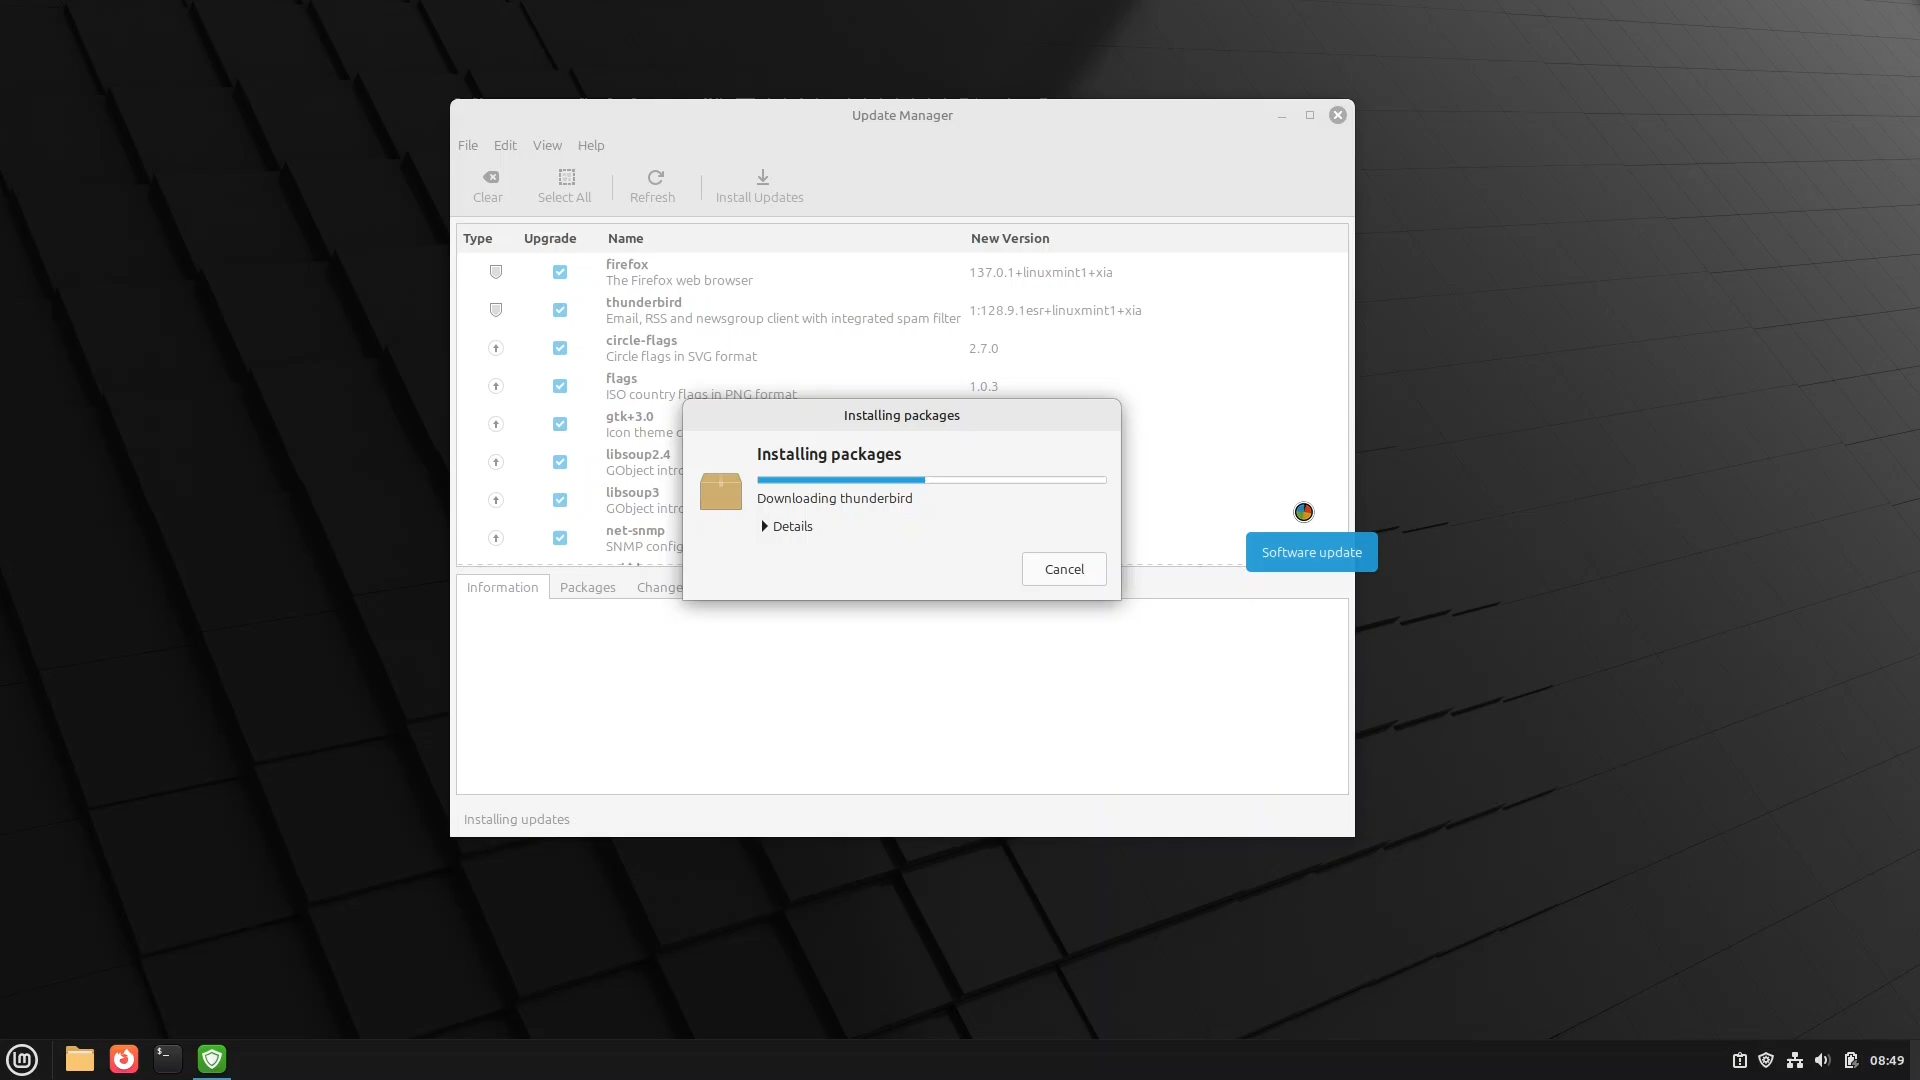 Update Manager
File Edit View Help
Clear Select All Refresh Install Updates
Type Upgrade Name New Version
firefox
The Firefox web browser 137.0.1+linuxmint1+xia
thunderbird
Email, RSS and newsgroup client with integrated spam filter 1:128.9.1esr+linuxmint1+xia
circle-flags
Circle flags in SVG format 2.7.0
flags
ISO country flags in PNG format 1.0.3
gtk+3.0
Icon theme c
libsoup2.4
GObject intro
libsoup3
GObject intro
net-snmp
SNMP config
Installing packages
Installing packages
Downloading thunderbird
Details
Cancel
Software update
Information Packages Change
Installing updates
08:49